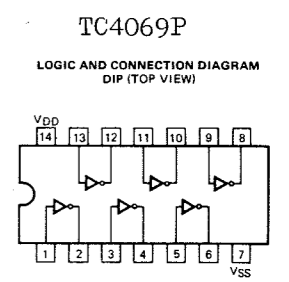 TC4069P
LOGIC AND CONNECTION DIAGRAM
DIP (TOP VIEW)
VDD
14 13 12 11 10 9 8
1 2 3 4 5 6 7
VSS